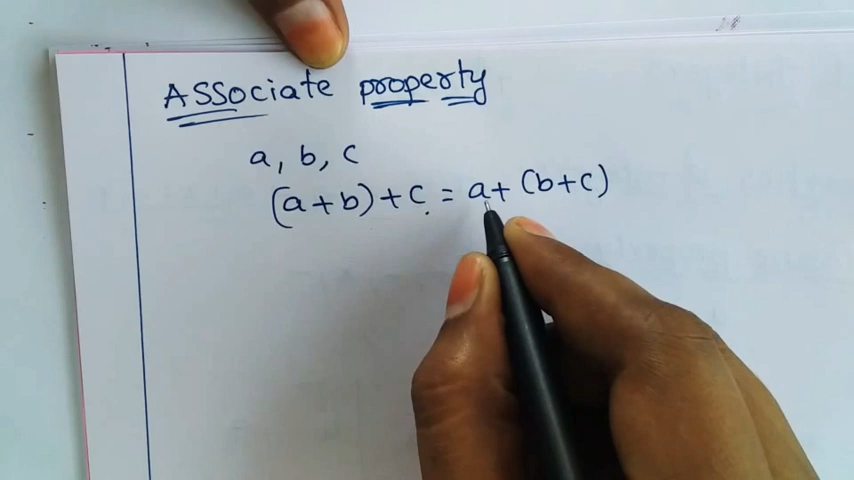 Associate property
a, b, c
(a+b)+c = a+ (b+c)